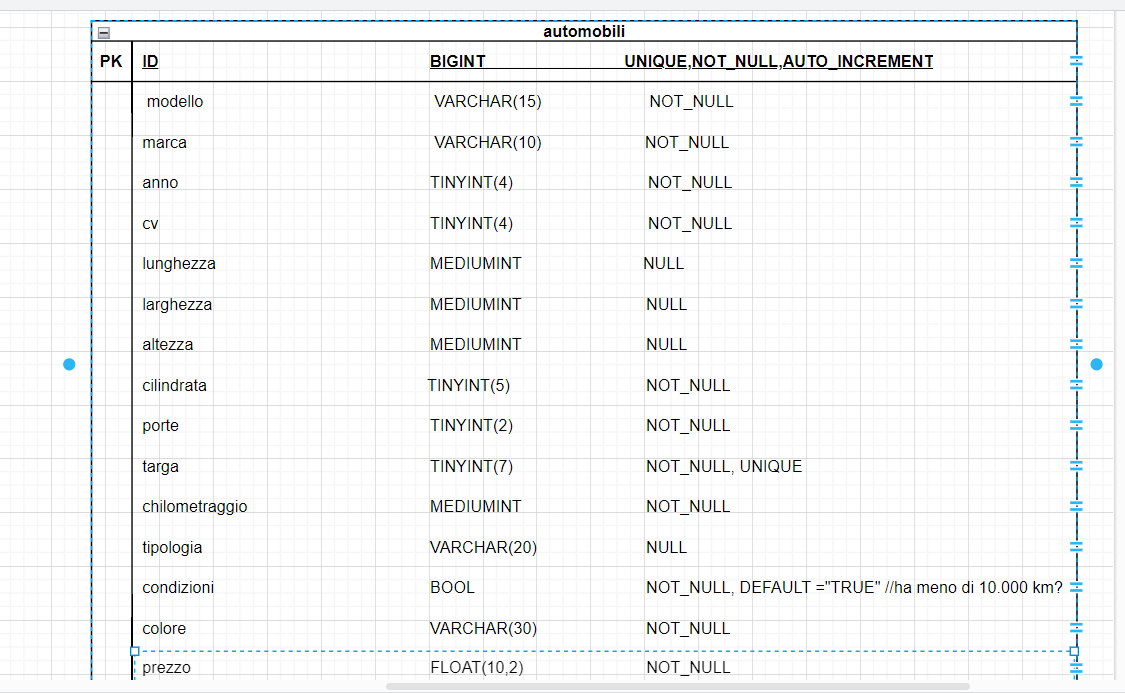 automobili
PK ID BIGINT UNIQUE,NOT_NULL,AUTO_INCREMENT
modello VARCHAR(15) NOT_NULL
marca VARCHAR(10) NOT_NULL
anno TINYINT(4) NOT_NULL
cv TINYINT(4) NOT_NULL
lunghezza MEDIUMINT NULL
larghezza MEDIUMINT NULL
altezza MEDIUMINT NULL
cilindrata TINYINT(5) NOT_NULL
porte TINYINT(2) NOT_NULL
targa TINYINT(7) NOT_NULL, UNIQUE
chilometraggio MEDIUMINT NOT_NULL
tipologia VARCHAR(20) NULL
condizioni BOOL NOT_NULL, DEFAULT ="TRUE" //ha meno di 10.000 km?
colore VARCHAR(30) NOT_NULL
prezzo FLOAT(10,2) NOT_NULL